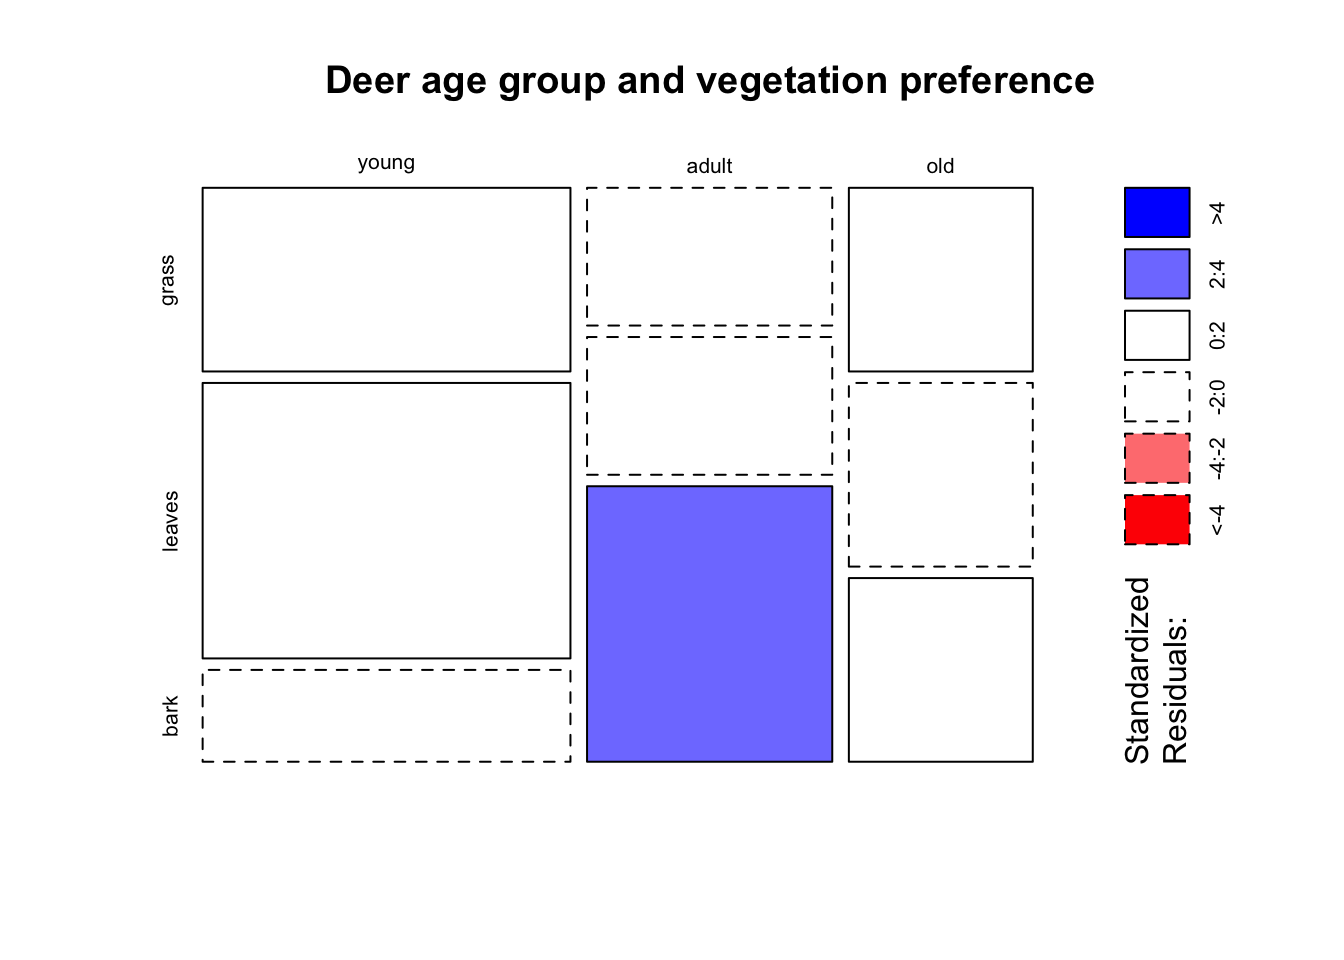 Deer age group and vegetation preference
young
adult
old
grass
leaves
bark
>4
2:4
0:2
-2:0
-4:-2
<-4
Standardized
Residuals: